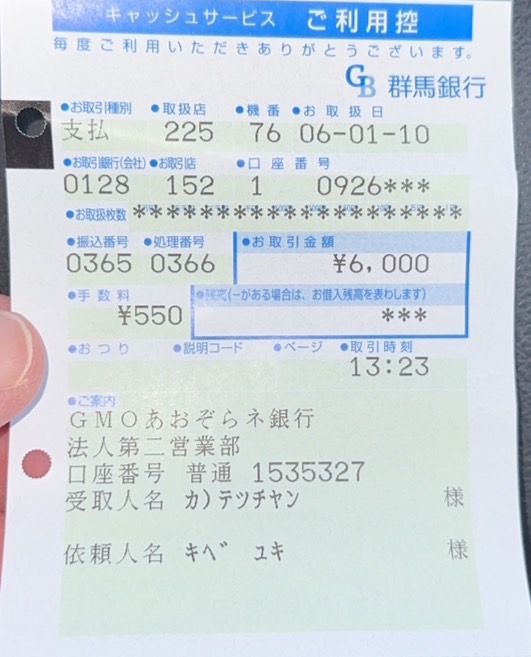 キャッシュサービス ご利用控
毎度ご利用いただきありがとうございます。
GB 群馬銀行
●お取引種別 ●取扱店 ●機番 ●お取扱日
支払 225 76 06-01-10
●お取引銀行(会社) ●お取引店 ●口座番号
0128 152 1 0926***
●お取扱枚数 ********************
●振込番号 ●処理番号 ●お取引金額
0365 0366 ¥6,000
●手数料 ●残高(-がある場合は、お借入残高を表わします)
¥550 ***
●おつり ●説明コード ●ページ ●取引時刻
13:23
●ご案内
GMOあおぞらネ銀行
法人第二営業部
口座番号 普通 1535327
受取人名 カ)テツチヤン 様
依頼人名 キベ ユキ 様